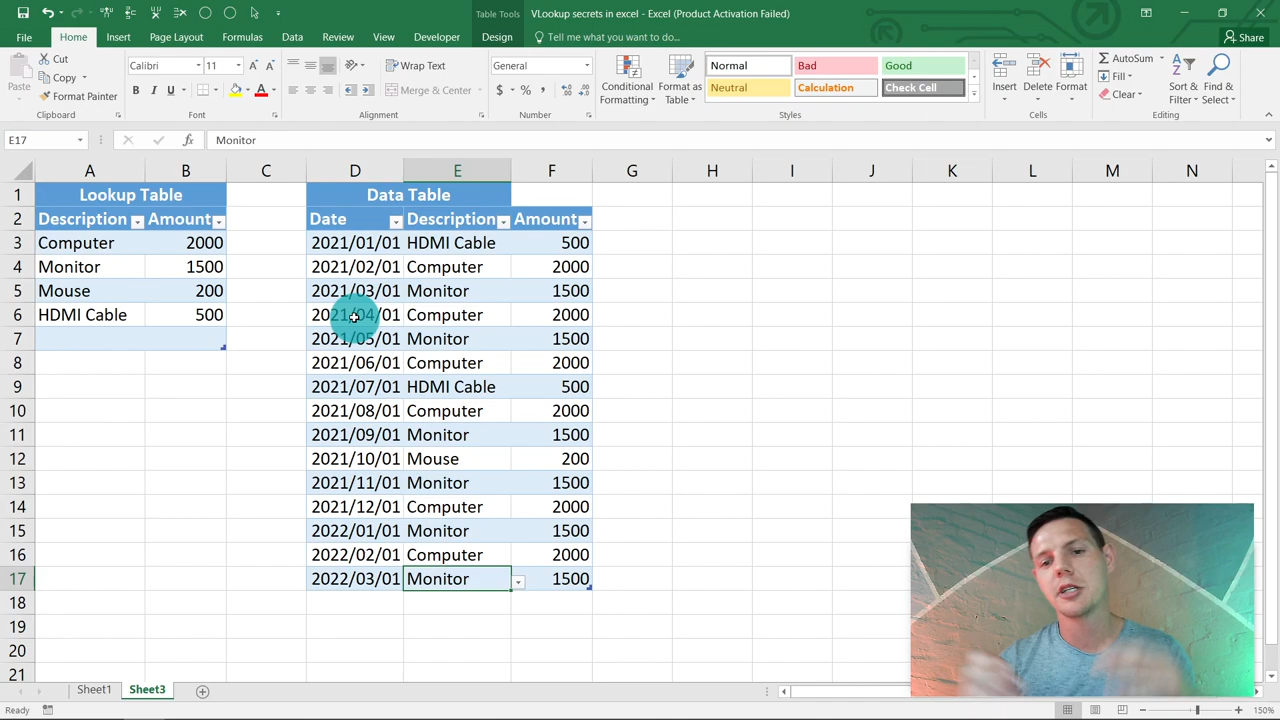 Table Tools
VLookup secrets in excel - Excel (Product Activation Failed)
File Home Insert Page Layout Formulas Data Review View Developer Design Tell me what you want to do... Share
Paste
Cut
Copy
Format Painter
Clipboard
Calibri 11
B I U
Font
Wrap Text
Merge & Center
Alignment
General
$ % ,
Number
Conditional Formatting
Format as Table
Normal Bad Good
Neutral Calculation Check Cell
Styles
Insert Delete Format
Cells
AutoSum
Fill
Clear
Sort & Filter
Find & Select
Editing
E17 fx Monitor
A B C D E F G H I J K L M N
1 Lookup Table Data Table
2 Description Amount Date Description Amount
3 Computer 2000 2021/01/01 HDMI Cable 500
4 Monitor 1500 2021/02/01 Computer 2000
5 Mouse 200 2021/03/01 Monitor 1500
6 HDMI Cable 500 2021/04/01 Computer 2000
7 2021/05/01 Monitor 1500
8 2021/06/01 Computer 2000
9 2021/07/01 HDMI Cable 500
10 2021/08/01 Computer 2000
11 2021/09/01 Monitor 1500
12 2021/10/01 Mouse 200
13 2021/11/01 Monitor 1500
14 2021/12/01 Computer 2000
15 2022/01/01 Monitor 1500
16 2022/02/01 Computer 2000
17 2022/03/01 Monitor 1500
18
19
20
21
Sheet1 Sheet3
Ready 150%